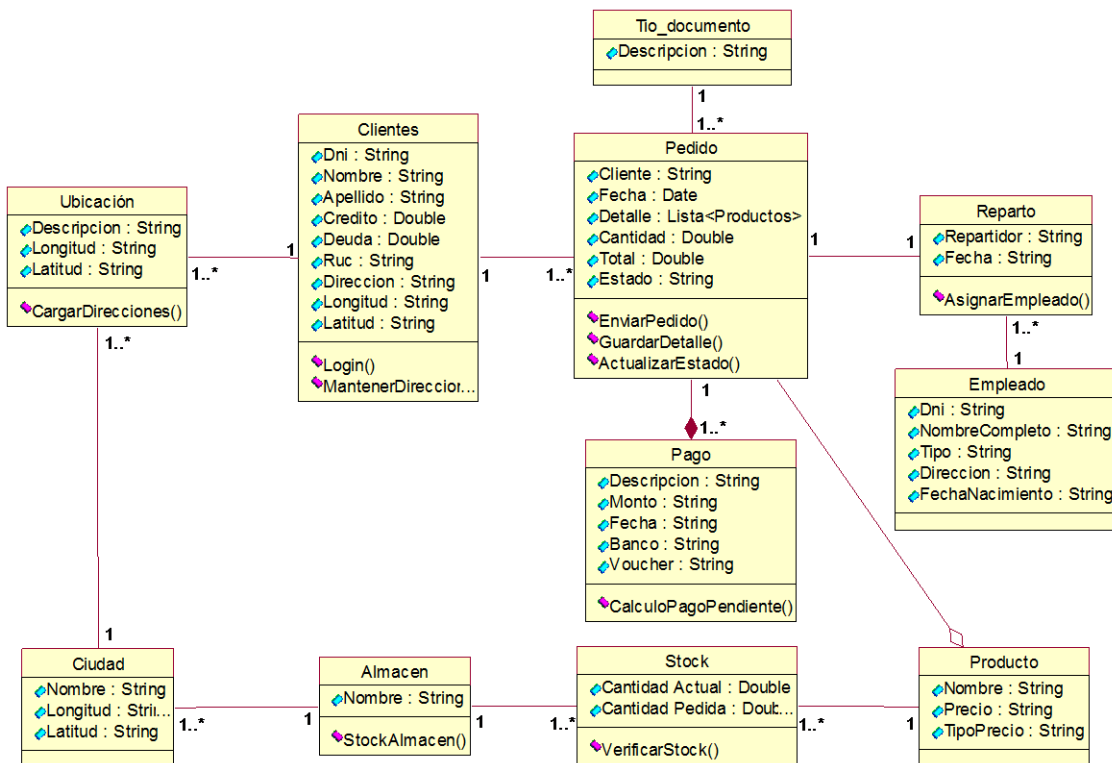 Tio_documento
Descripcion : String
1
1..*
Clientes
Dni : String
Nombre : String
Apellido : String
Credito : Double
Deuda : Double
Ruc : String
Direccion : String
Longitud : String
Latitud : String
Login()
MantenerDireccior...
Pedido
Cliente : String
Fecha : Date
Detalle : Lista<Productos>
Cantidad : Double
Total : Double
Estado : String
EnviarPedido()
GuardarDetalle()
ActualizarEstado()
Ubicación
Descripcion : String
Longitud : String
Latitud : String
CargarDirecciones()
1..*
1
1
1..*
1
1
Reparto
Repartidor : String
Fecha : String
AsignarEmpleado()
1..*
1
Empleado
Dni : String
NombreCompleto : String
Tipo : String
Direccion : String
FechaNacimiento : String
1..*
1
1
1..*
Pago
Descripcion : String
Monto : String
Fecha : String
Banco : String
Voucher : String
CalculoPagoPendiente()
Ciudad
Nombre : String
Longitud : Strii...
Latitud : String
1..*
1
Almacen
Nombre : String
StockAlmacen()
1
1..*
Stock
Cantidad Actual : Double
Cantidad Pedida : Doub...
VerificarStock()
1..*
1
Producto
Nombre : String
Precio : String
TipoPrecio : String